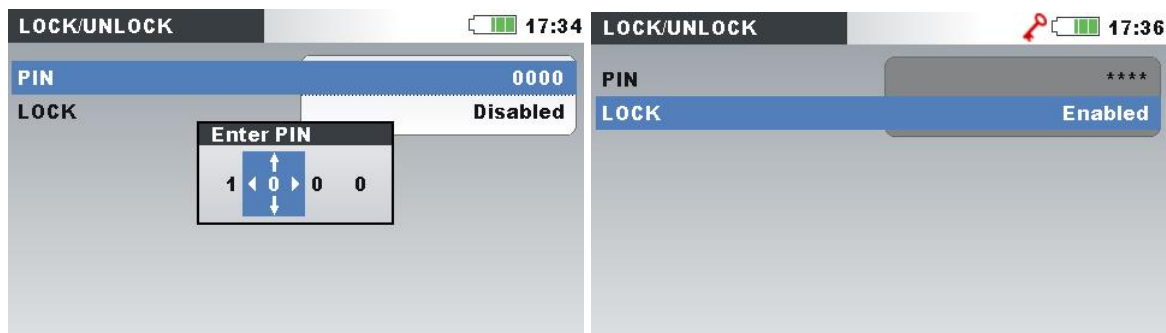 LOCK/UNLOCK 17:34
PIN 0000
LOCK Disabled
Enter PIN
1 0 0 0
LOCK/UNLOCK 17:36
PIN ****
LOCK Enabled